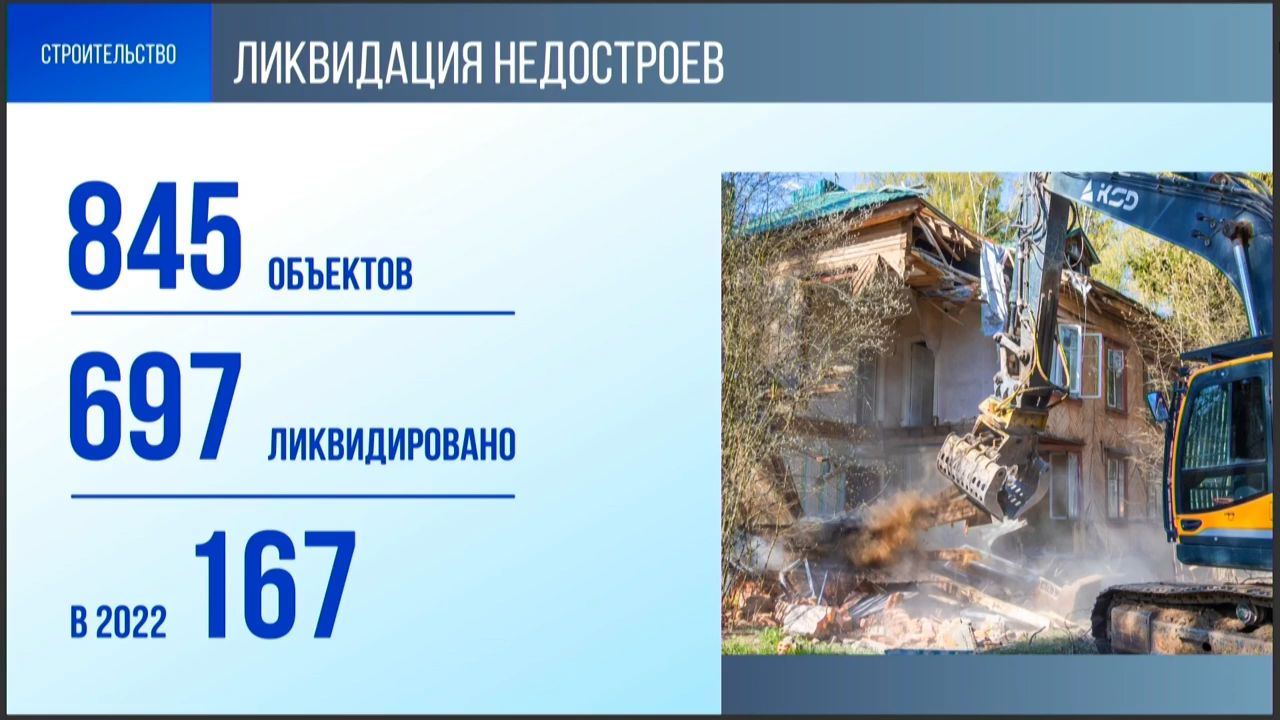 СТРОИТЕЛЬСТВО
ЛИКВИДАЦИЯ НЕДОСТРОЕВ
845 ОБЪЕКТОВ
697 ЛИКВИДИРОВАНО
В 2022 167
KSD